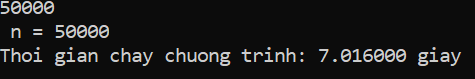 50000
n = 50000
Thoi gian chay chuong trinh: 7.016000 giay